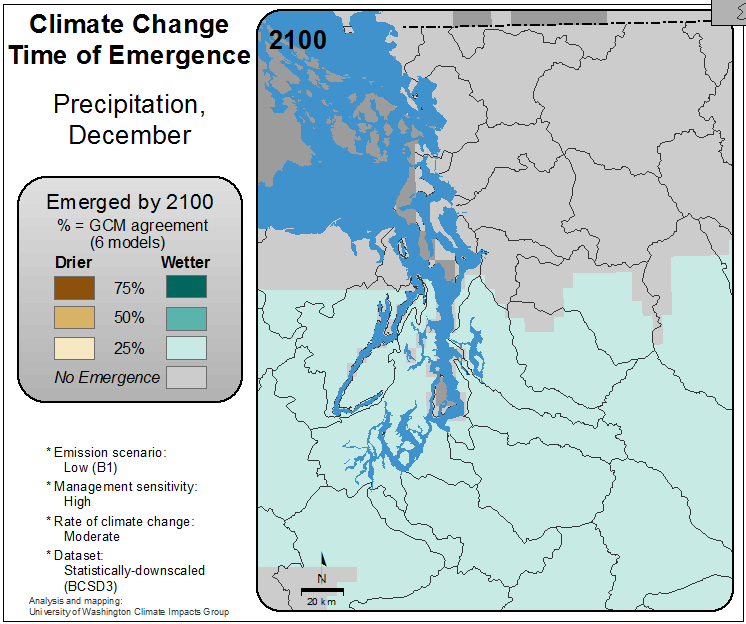 Climate Change
Time of Emergence
2100
Precipitation,
December
Emerged by 2100
% = GCM agreement
(6 models)
Drier Wetter
75%
50%
25%
No Emergence
* Emission scenario:
Low (B1)
* Management sensitivity:
High
* Rate of climate change:
Moderate
* Dataset:
Statistically-downscaled
(BCSD3)
Analysis and mapping:
University of Washington Climate Impacts Group
N
20 km